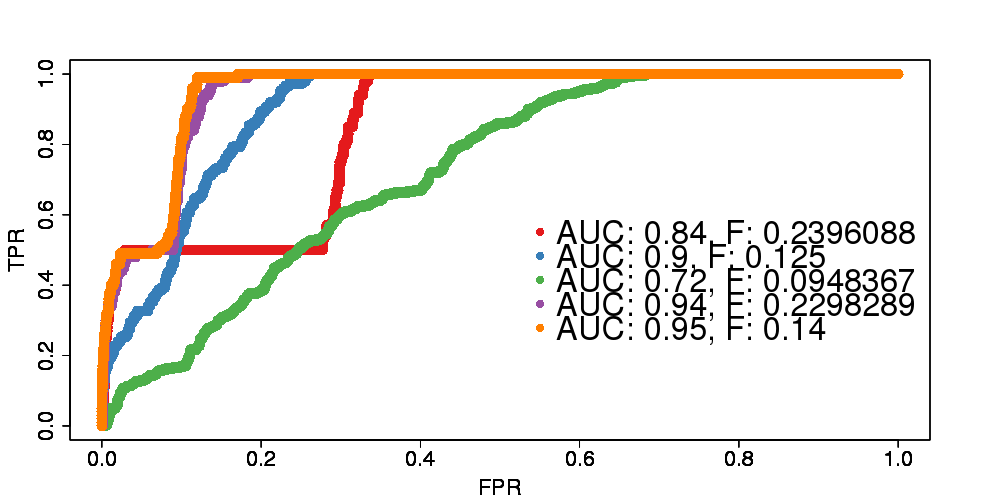 1.0
0.8
0.6
0.4
0.2
0.0
TPR
AUC: 0.84, F: 0.2396088
AUC: 0.9, F: 0.125
AUC: 0.72, F: 0.0948367
AUC: 0.94, F: 0.2298289
AUC: 0.95, F: 0.14
0.0 0.2 0.4 0.6 0.8 1.0
FPR